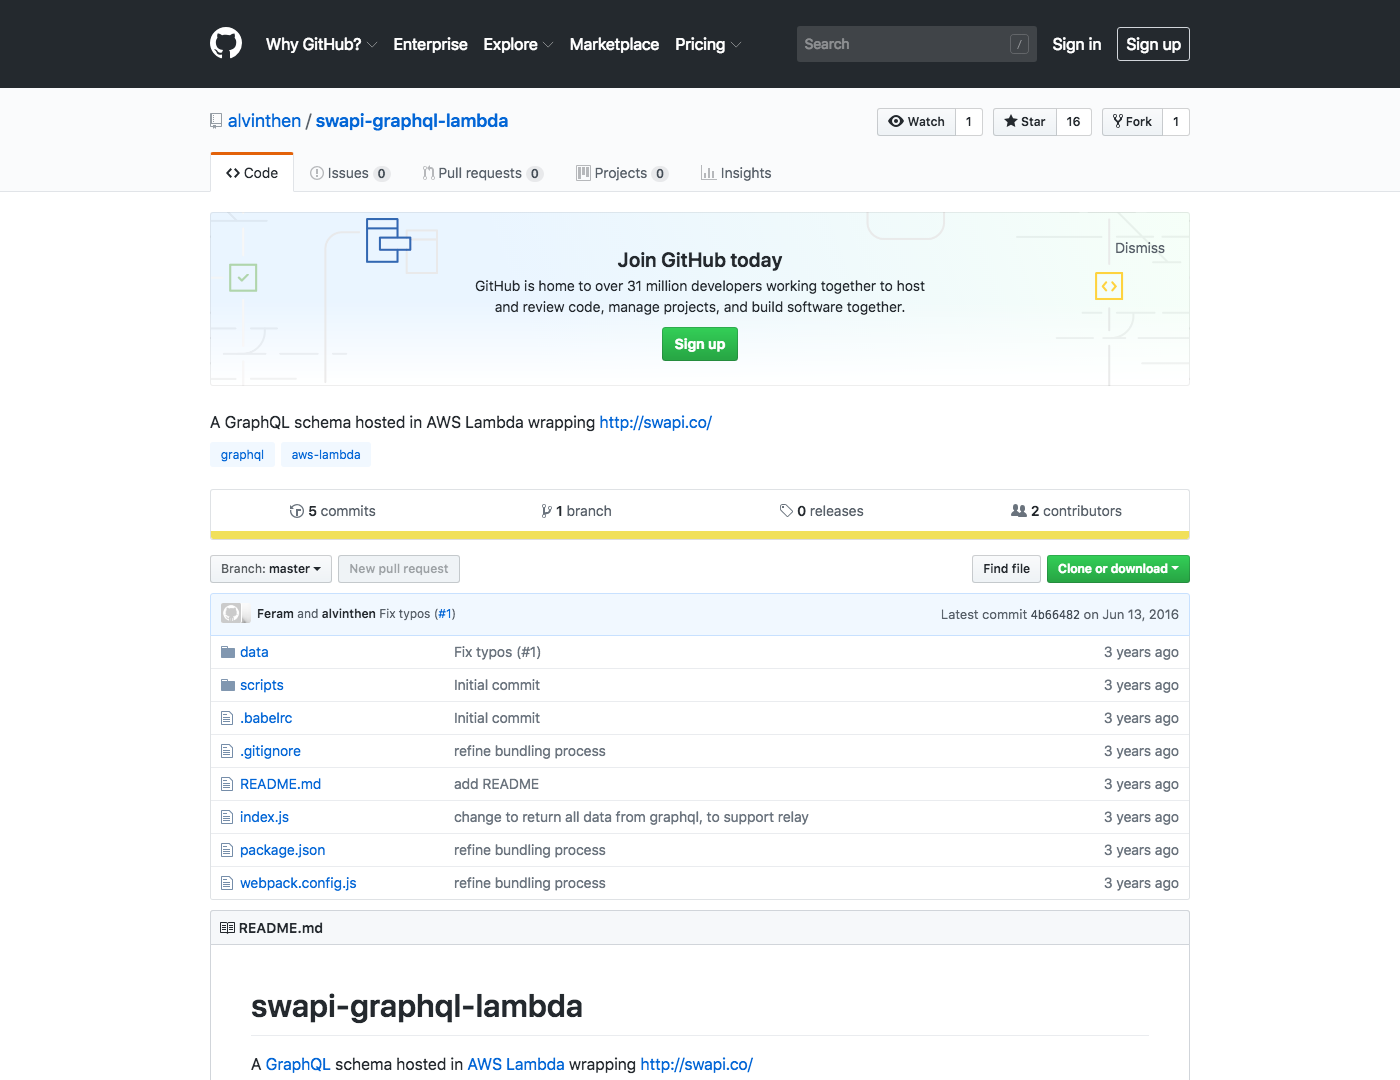 Why GitHub? Enterprise Explore Marketplace Pricing Search / Sign in Sign up
alvinthen / swapi-graphql-lambda Watch 1 Star 16 Fork 1
Code Issues 0 Pull requests 0 Projects 0 Insights
Dismiss
Join GitHub today
GitHub is home to over 31 million developers working together to host
and review code, manage projects, and build software together.
Sign up
A GraphQL schema hosted in AWS Lambda wrapping http://swapi.co/
graphql aws-lambda
5 commits 1 branch 0 releases 2 contributors
Branch: master New pull request Find file Clone or download
Feram and alvinthen Fix typos (#1) Latest commit 4b66482 on Jun 13, 2016
data Fix typos (#1) 3 years ago
scripts Initial commit 3 years ago
.babelrc Initial commit 3 years ago
.gitignore refine bundling process 3 years ago
README.md add README 3 years ago
index.js change to return all data from graphql, to support relay 3 years ago
package.json refine bundling process 3 years ago
webpack.config.js refine bundling process 3 years ago
README.md
swapi-graphql-lambda
A GraphQL schema hosted in AWS Lambda wrapping http://swapi.co/